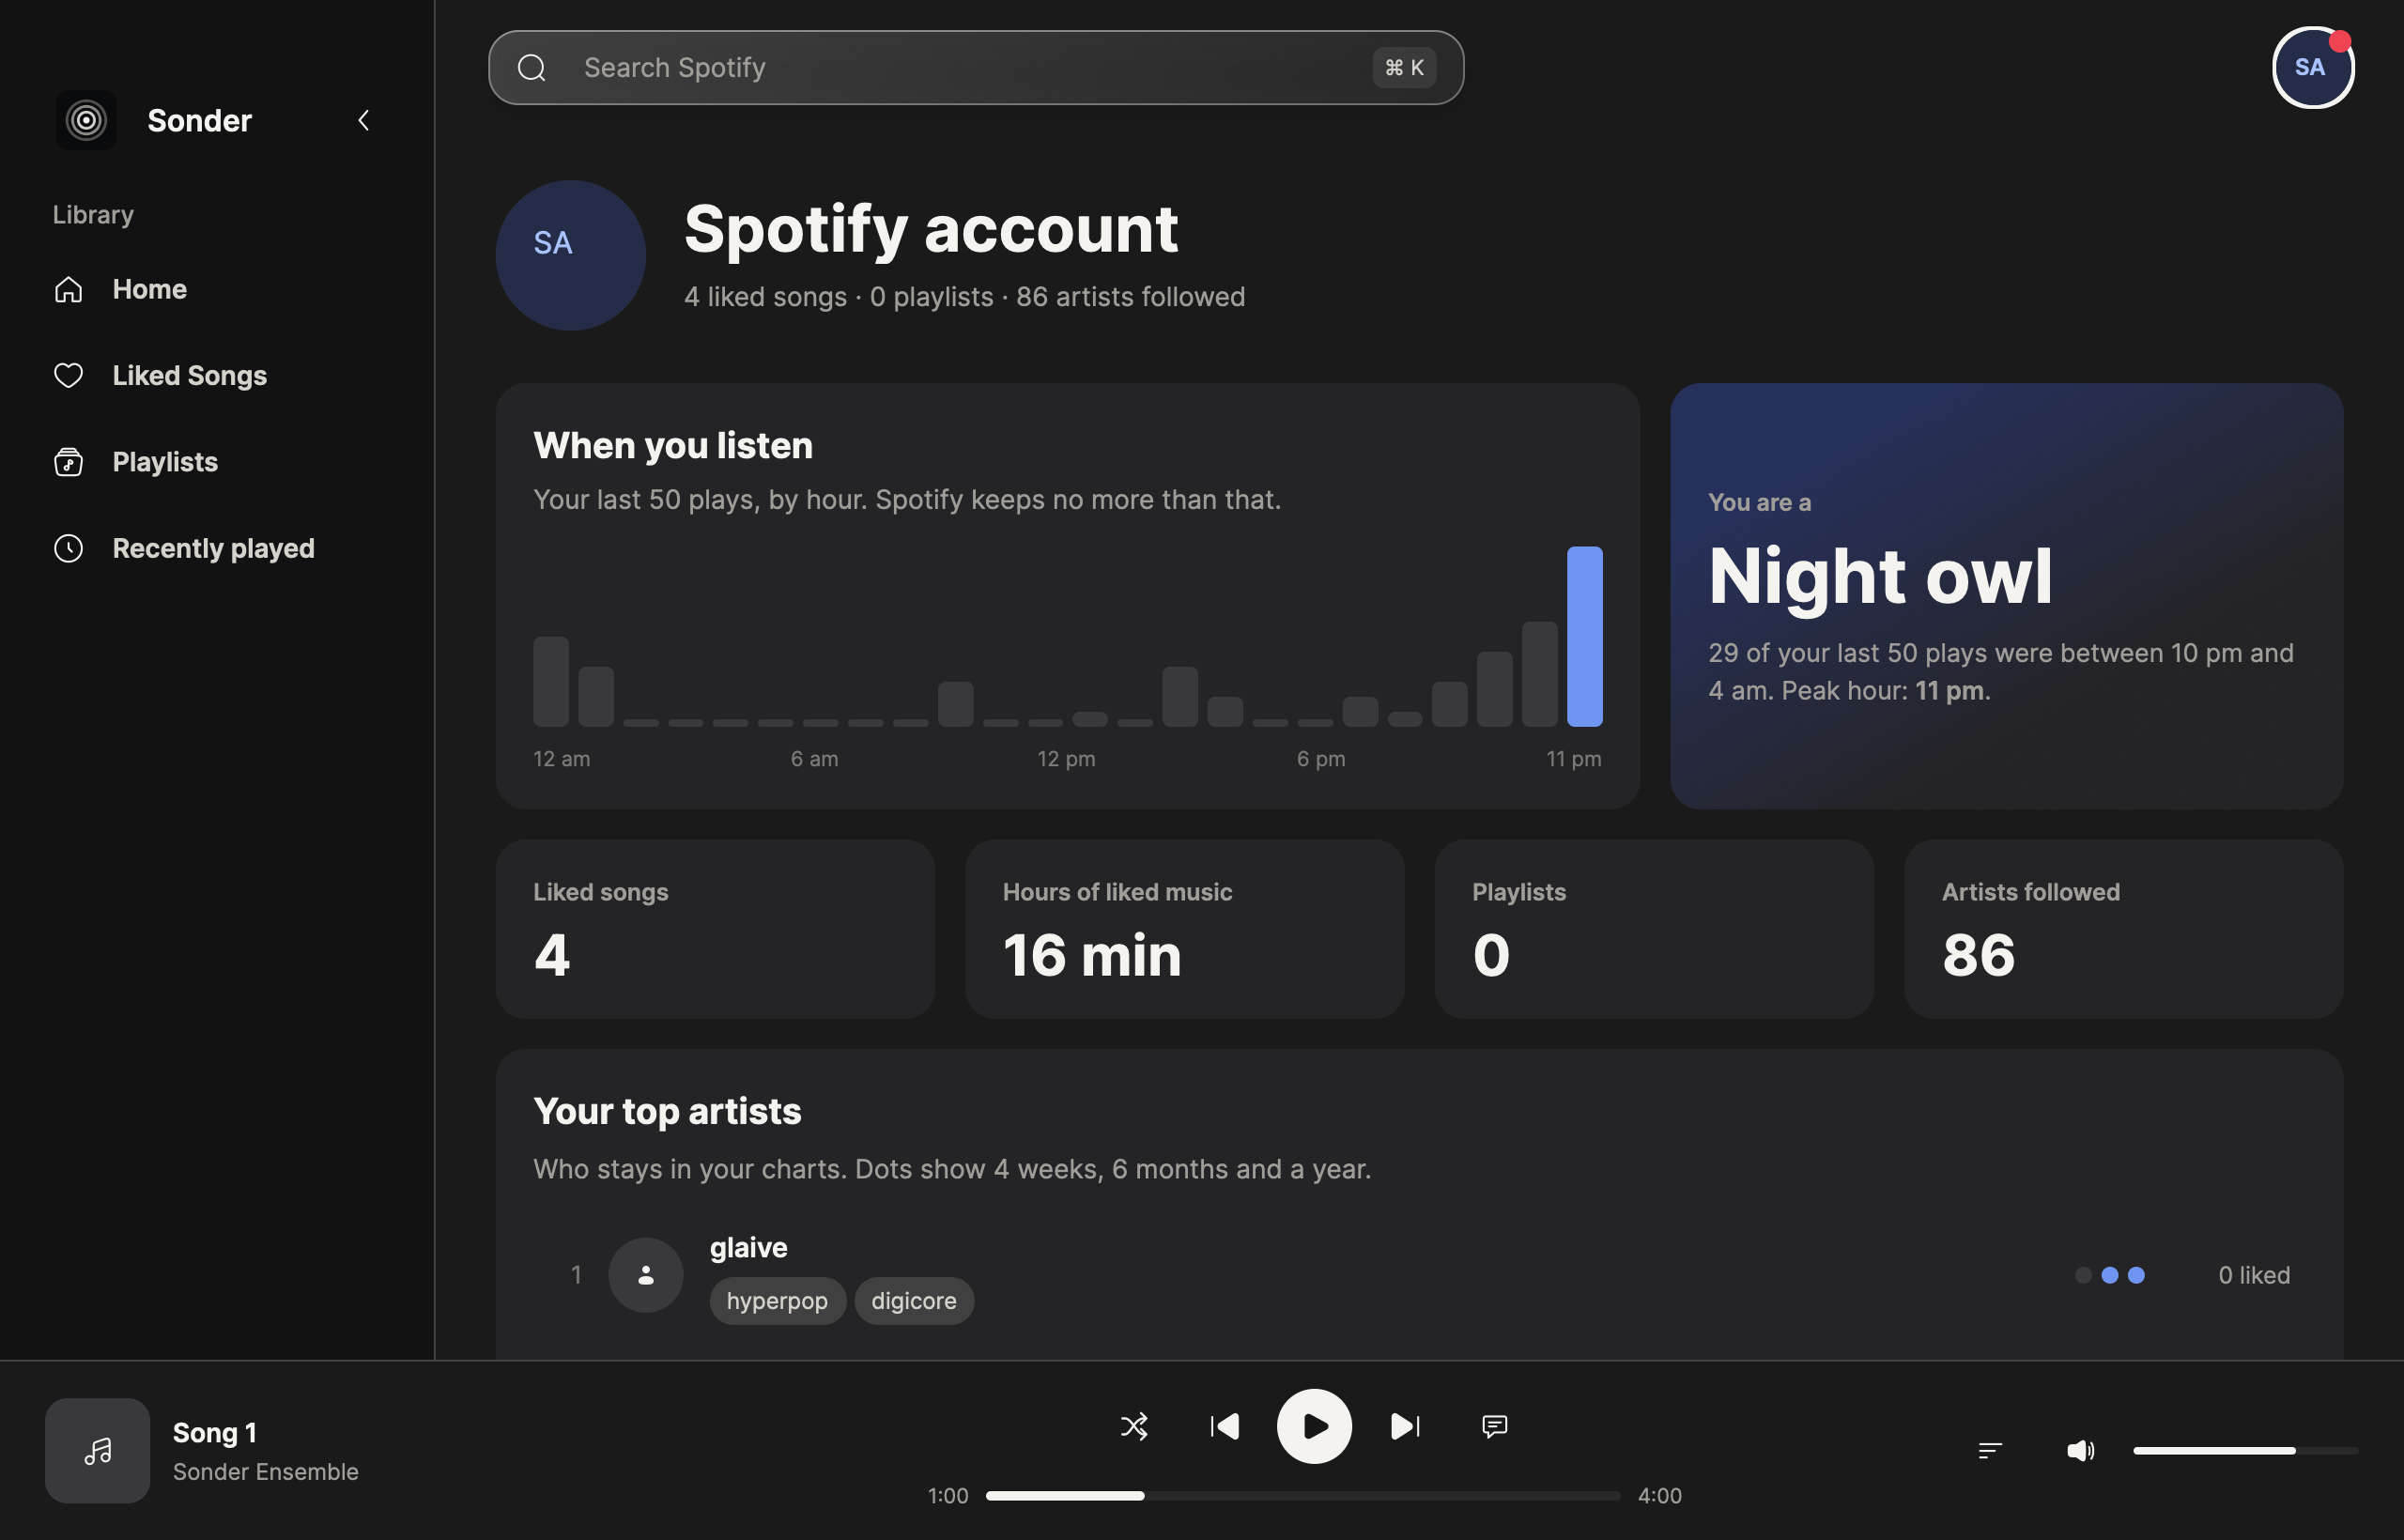 Sonder
Library
Home
Liked Songs
Playlists
Recently played
Search Spotify
⌘ K
SA
SA
Spotify account
4 liked songs · 0 playlists · 86 artists followed
When you listen
Your last 50 plays, by hour. Spotify keeps no more than that.
12 am
6 am
12 pm
6 pm
11 pm
You are a
Night owl
29 of your last 50 plays were between 10 pm and
4 am. Peak hour: 11 pm.
Liked songs
4
Hours of liked music
16 min
Playlists
0
Artists followed
86
Your top artists
Who stays in your charts. Dots show 4 weeks, 6 months and a year.
1
glaive
hyperpop
digicore
0 liked
Song 1
Sonder Ensemble
1:00
4:00